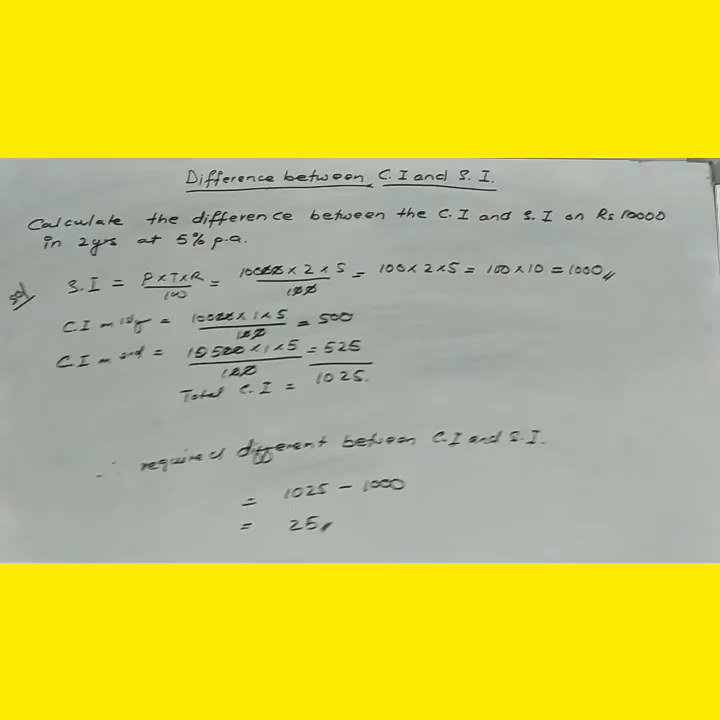 Difference between C.I and S.I.
Calculate the difference between the C.I and S.I on Rs 10000
in 2yrs at 5% p.a.
Sol S.I = P×T×R/100 = 10000×2×5/100 = 100×2×5 = 100×10 = 1000
C.I in 1st yr = 10000×1×5/100 = 500
C.I in 2nd = 10500×1×5/100 = 525
Total C.I = 1025.
∴ required different between C.I and S.I.
= 1025 - 1000
= 25